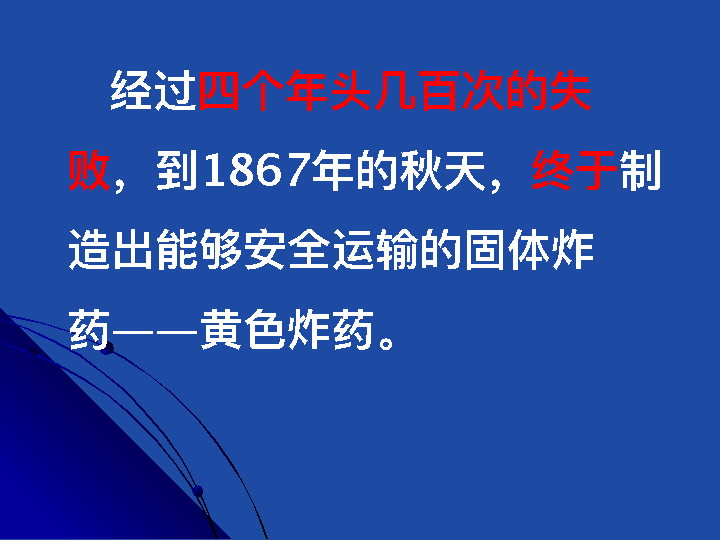 经过四个年头几百次的失
败，到1867年的秋天，终于制
造出能够安全运输的固体炸
药——黄色炸药。